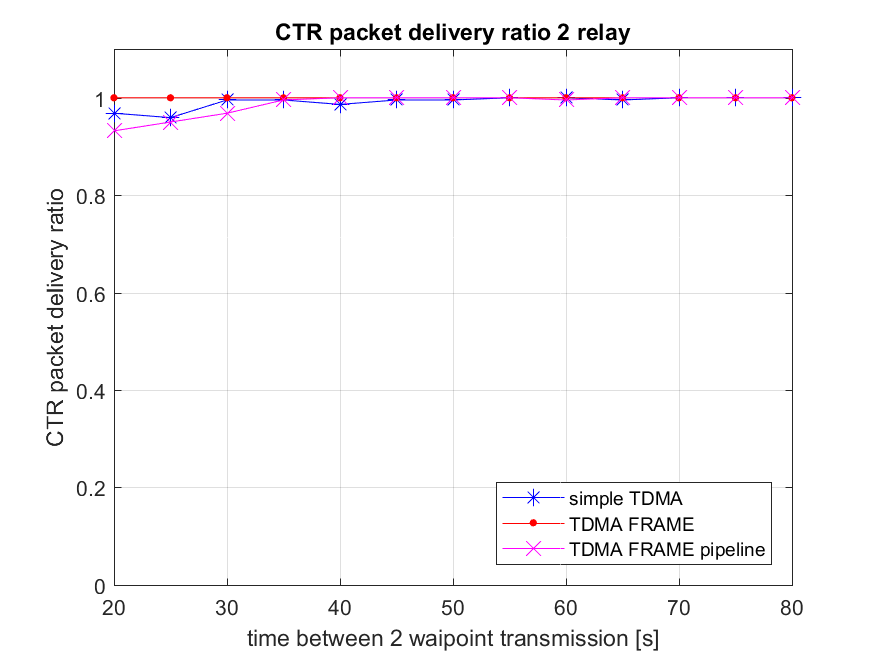 CTR packet delivery ratio 2 relay
CTR packet delivery ratio
1
0.8
0.6
0.4
0.2
0
20 30 40 50 60 70 80
time between 2 waipoint transmission [s]
simple TDMA
TDMA FRAME
TDMA FRAME pipeline